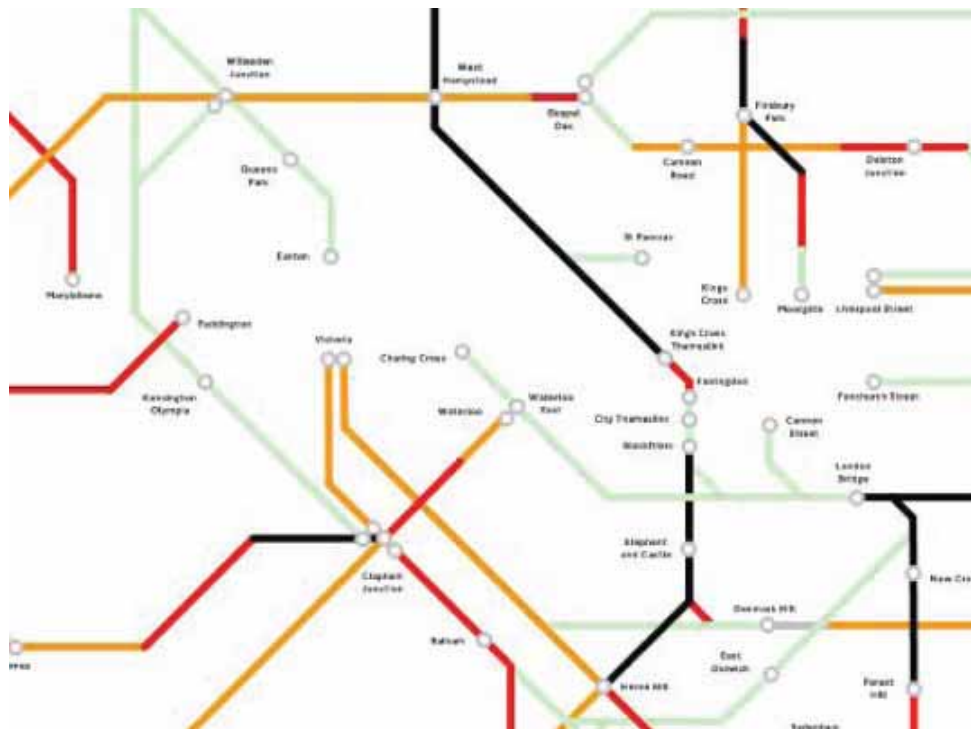 Willesden
Junction
West
Hampstead
Gospel
Oak
Finsbury
Park
Queens
Park
Camden
Road
Dalston
Junction
Euston
St Pancras
Marylebone
Kings
Cross
Moorgate
Liverpool Street
Paddington
Victoria
Charing Cross
Kings Cross
Thameslink
Farringdon
Kensington
Olympia
Waterloo
Waterloo
East
City Thameslink
Cannon
Street
Fenchurch Street
Blackfriars
London
Bridge
Elephant
and Castle
Clapham
Junction
New Cro
Denmark Hill
Balham
East
Dulwich
Herne Hill
Forest
Hill
Sydenham